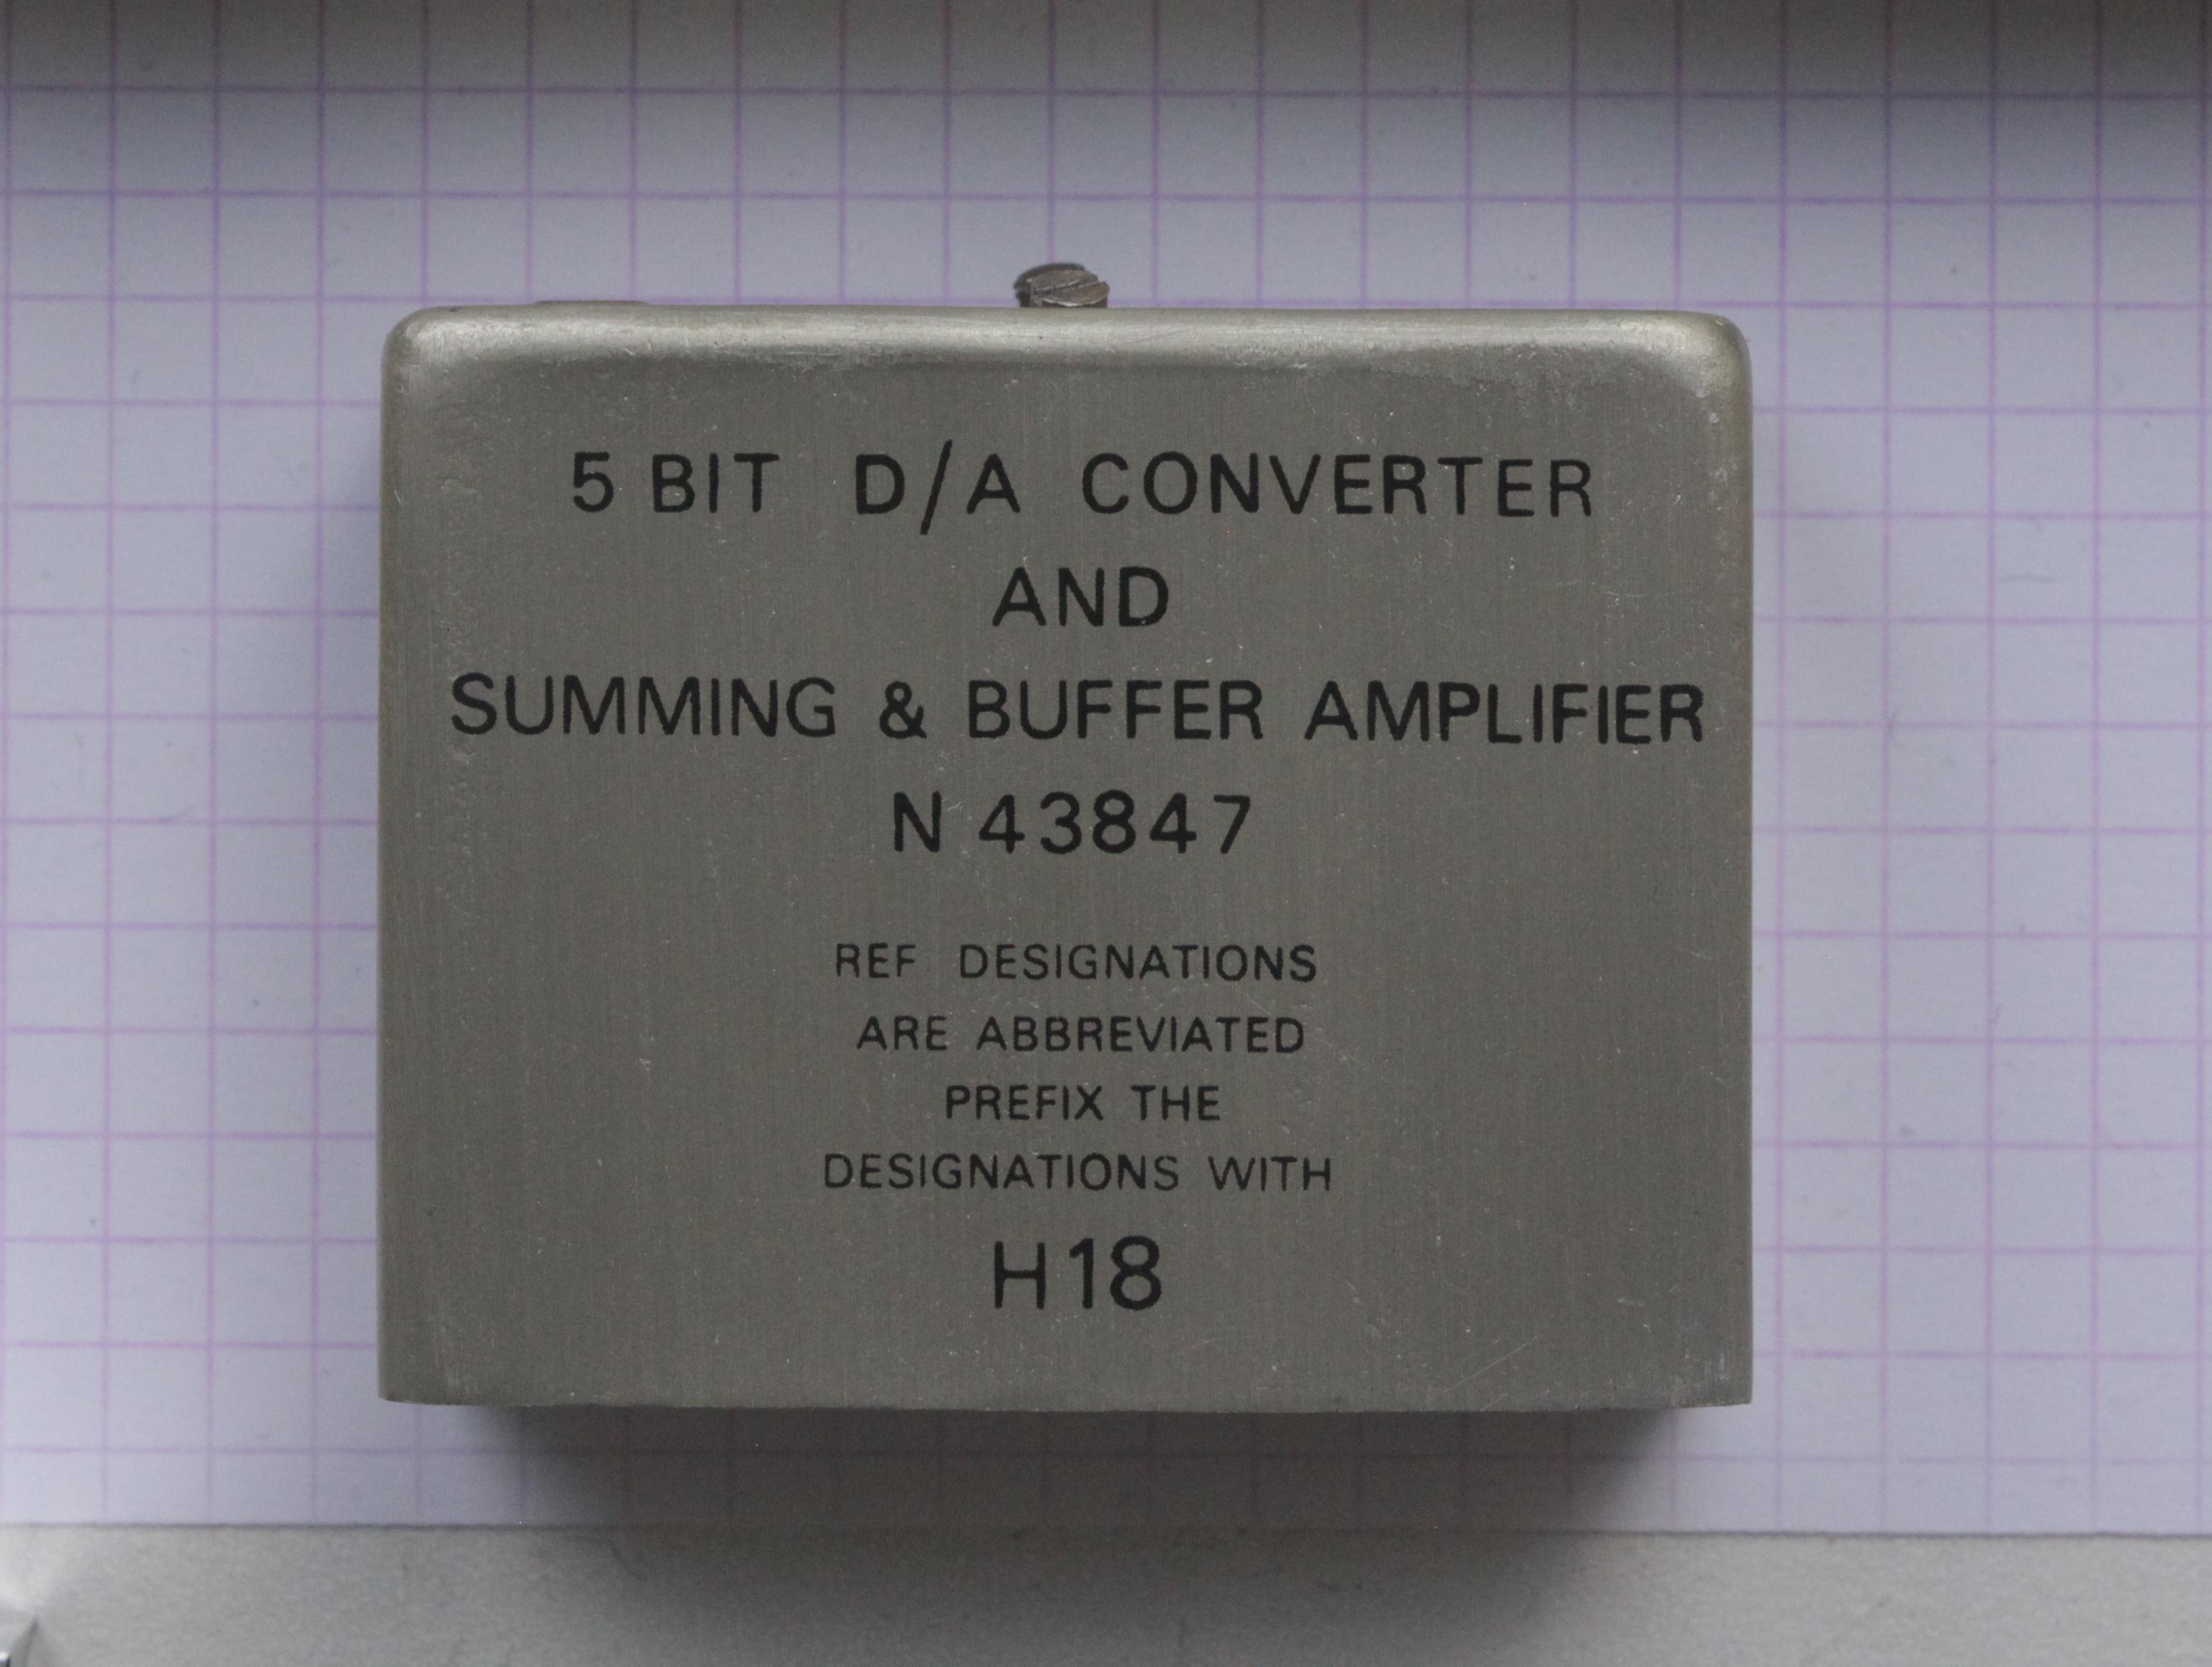 5 BIT D/A CONVERTER
AND
SUMMING & BUFFER AMPLIFIER
N 43847
REF DESIGNATIONS
ARE ABBREVIATED
PREFIX THE
DESIGNATIONS WITH
H18